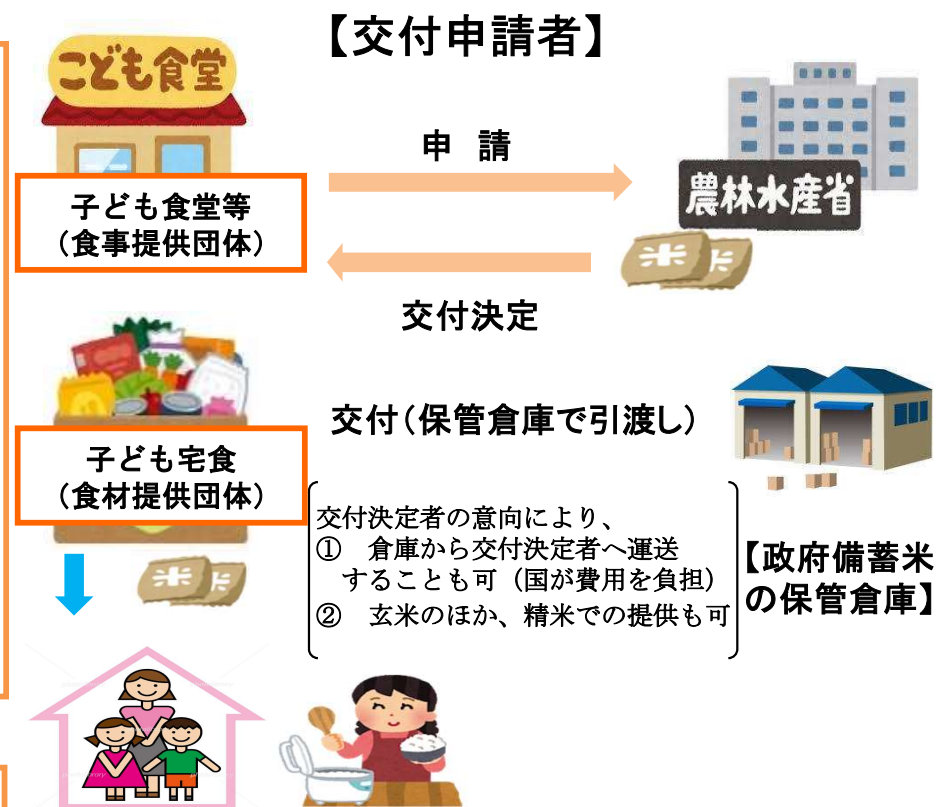 【交付申請者】
こども食堂
申　請
農林水産省
子ども食堂等
（食事提供団体）
米
米
交付決定
交付（保管倉庫で引渡し）
子ども宅食
（食材提供団体）
交付決定者の意向により、
①　倉庫から交付決定者へ運送
することも可（国が費用を負担）
②　玄米のほか、精米での提供も可
【政府備蓄米
の保管倉庫】
米
米